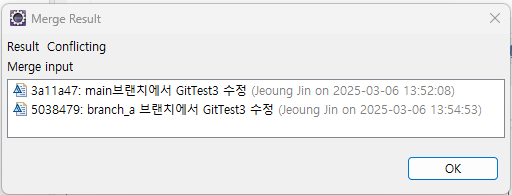 Merge Result
Result Conflicting
Merge input
3a11a47: main브랜치에서 GitTest3 수정 (Jeoung Jin on 2025-03-06 13:52:08)
5038479: branch_a 브랜치에서 GitTest3 수정 (Jeoung Jin on 2025-03-06 13:54:53)
OK